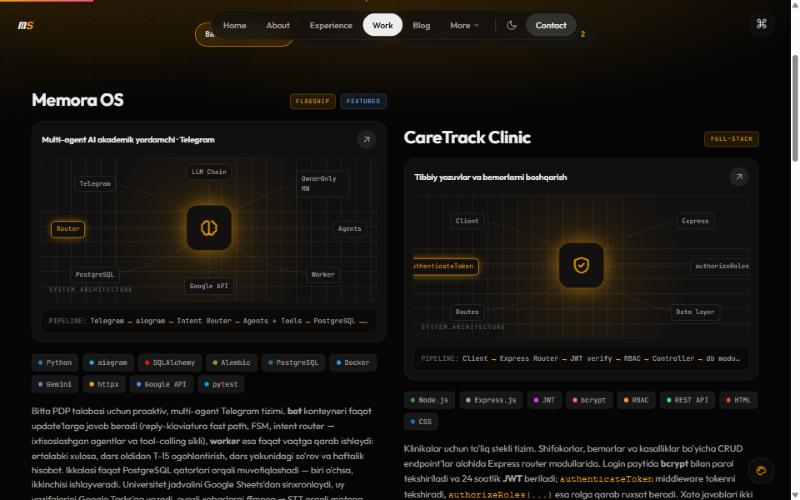 ms
Home About Experience Work Blog More Contact
2
Memora OS
FLAGSHIP FEATURED
Multi-agent AI akademik yordamchi · Telegram
LLM Chain
Telegram
OwnerOnly
MW
Router
Agents
PostgreSQL
Worker
Google API
SYSTEM.ARCHITECTURE
PIPELINE: Telegram → aiogram → Intent Router → Agents + Tools → PostgreSQL
Python aiogram SQLAlchemy Alembic PostgreSQL Docker
Gemini httpx Google API pytest
Bitta PDP talabasi uchun proaktiv, multi-agent Telegram tizimi. bot konteyneri faqat
update'larga javob beradi (reply-klaviatura fast path, FSM, intent router →
ixtisoslashgan agentlar va tool-calling sikli), worker esa faqat vaqtga qarab ishlaydi:
ertalabki xulosa, dars oldidan T-15 ogohlantirish, dars yakunidagi so'rov va haftalik
hisobot. Ikkalasi faqat PostgreSQL qatorlari orqali muvofiqlashadi — biri o'chsa,
ikkinchisi ishlayveradi. Universitet jadvalini Google Sheets'dan sinxronlaydi, uy
CareTrack Clinic
FULL-STACK
Tibbiy yozuvlar va bemorlarni boshqarish
Client
Express
uthenticateToken
authorizeRoles
Routes
Data layer
SYSTEM.ARCHITECTURE
PIPELINE: Client → Express Router → JWT verify → RBAC → Controller → db modu…
Node.js Express.js JWT bcrypt RBAC REST API HTML
CSS
Klinikalar uchun to'liq stekli tizim. Shifokorlar, bemorlar va kasalliklar bo'yicha CRUD
endpoint'lar alohida Express router modullarida. Login paytida bcrypt bilan parol
tekshiriladi va 24 soatlik JWT beriladi; authenticateToken middleware tokenni
tekshiradi, authorizeRoles(...) esa rolga qarab ruxsat beradi. Xato javoblari ikki